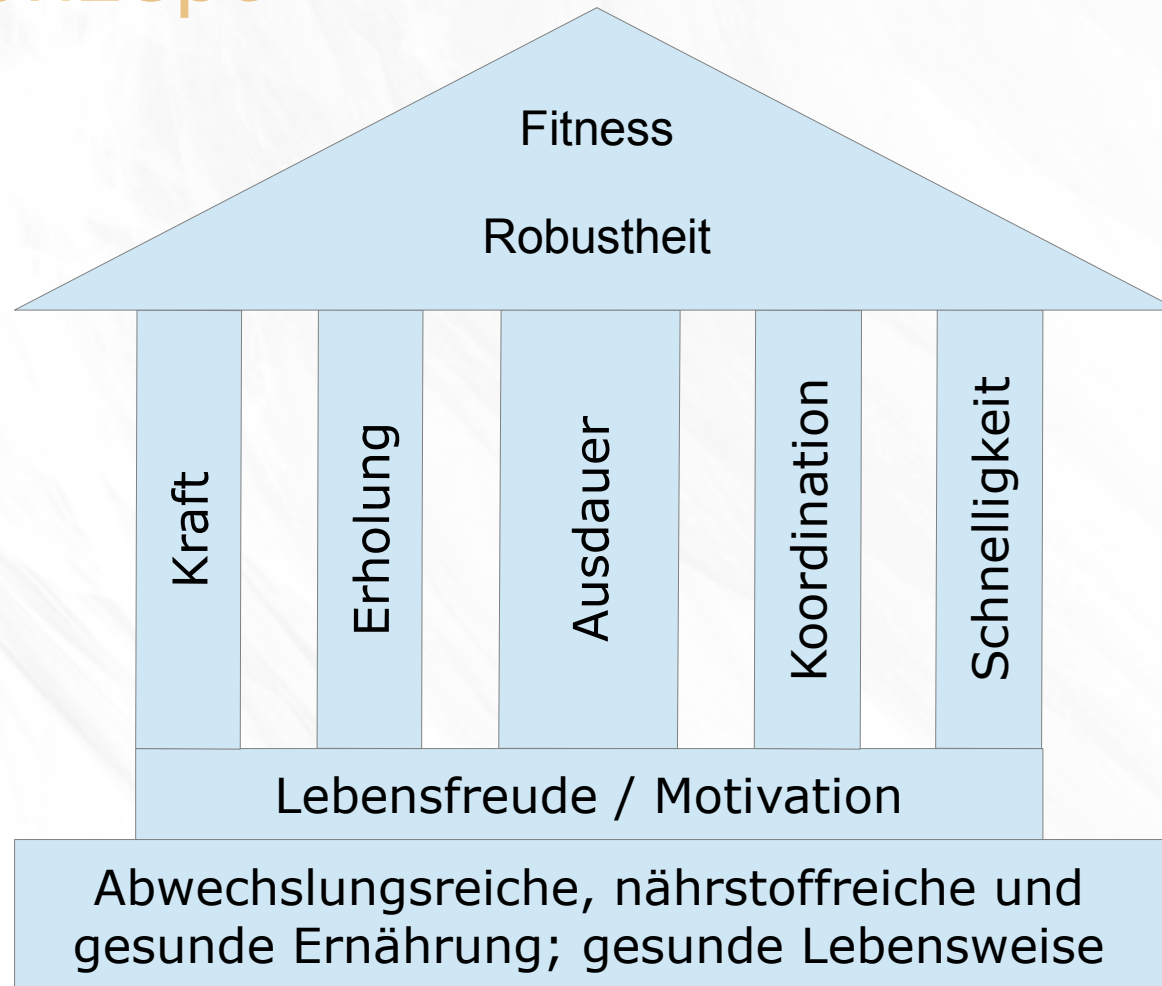 Fitness
Robustheit
Kraft
Erholung
Ausdauer
Koordination
Schnelligkeit
Lebensfreude / Motivation
Abwechslungsreiche, nährstoffreiche und
gesunde Ernährung; gesunde Lebensweise